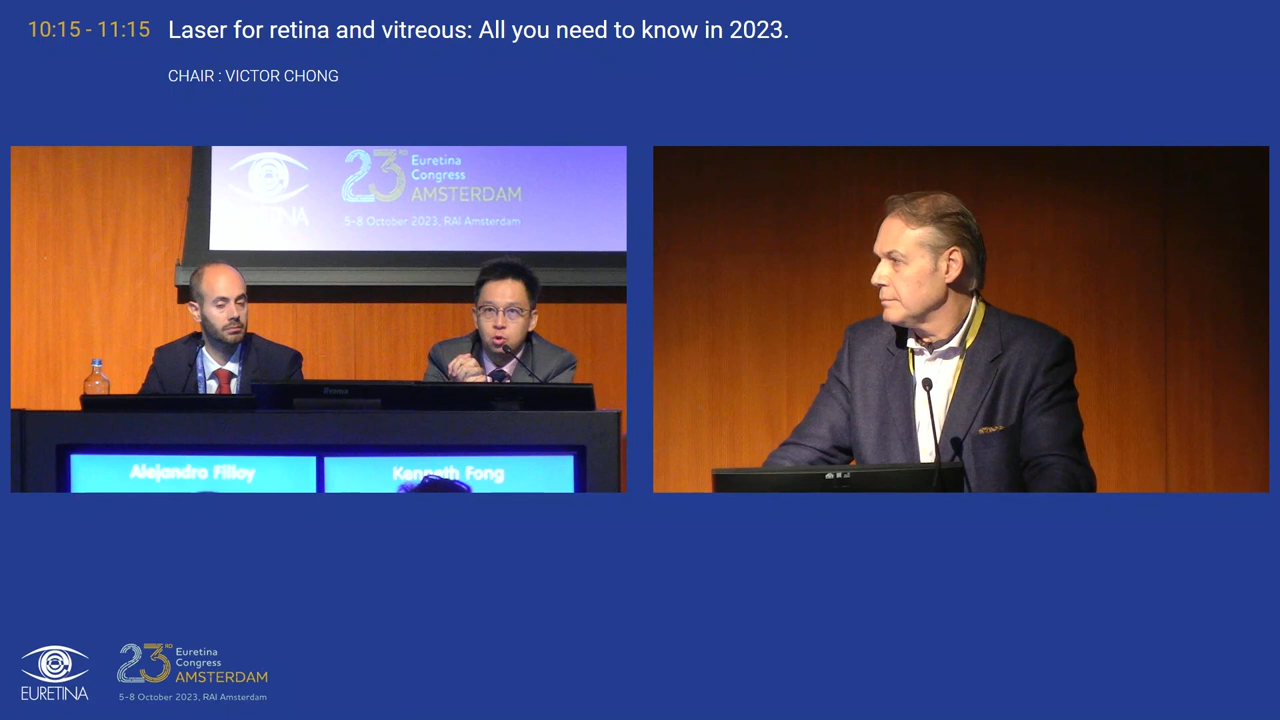 10:15 - 11:15
Laser for retina and vitreous: All you need to know in 2023.
CHAIR : VICTOR CHONG
23RD
Euretina
Congress
AMSTERDAM
5-8 October 2023, RAI Amsterdam
Alejandro Filloy
Kenneth Fong
EURETINA
23RD
Euretina
Congress
AMSTERDAM
5-8 October 2023, RAI Amsterdam